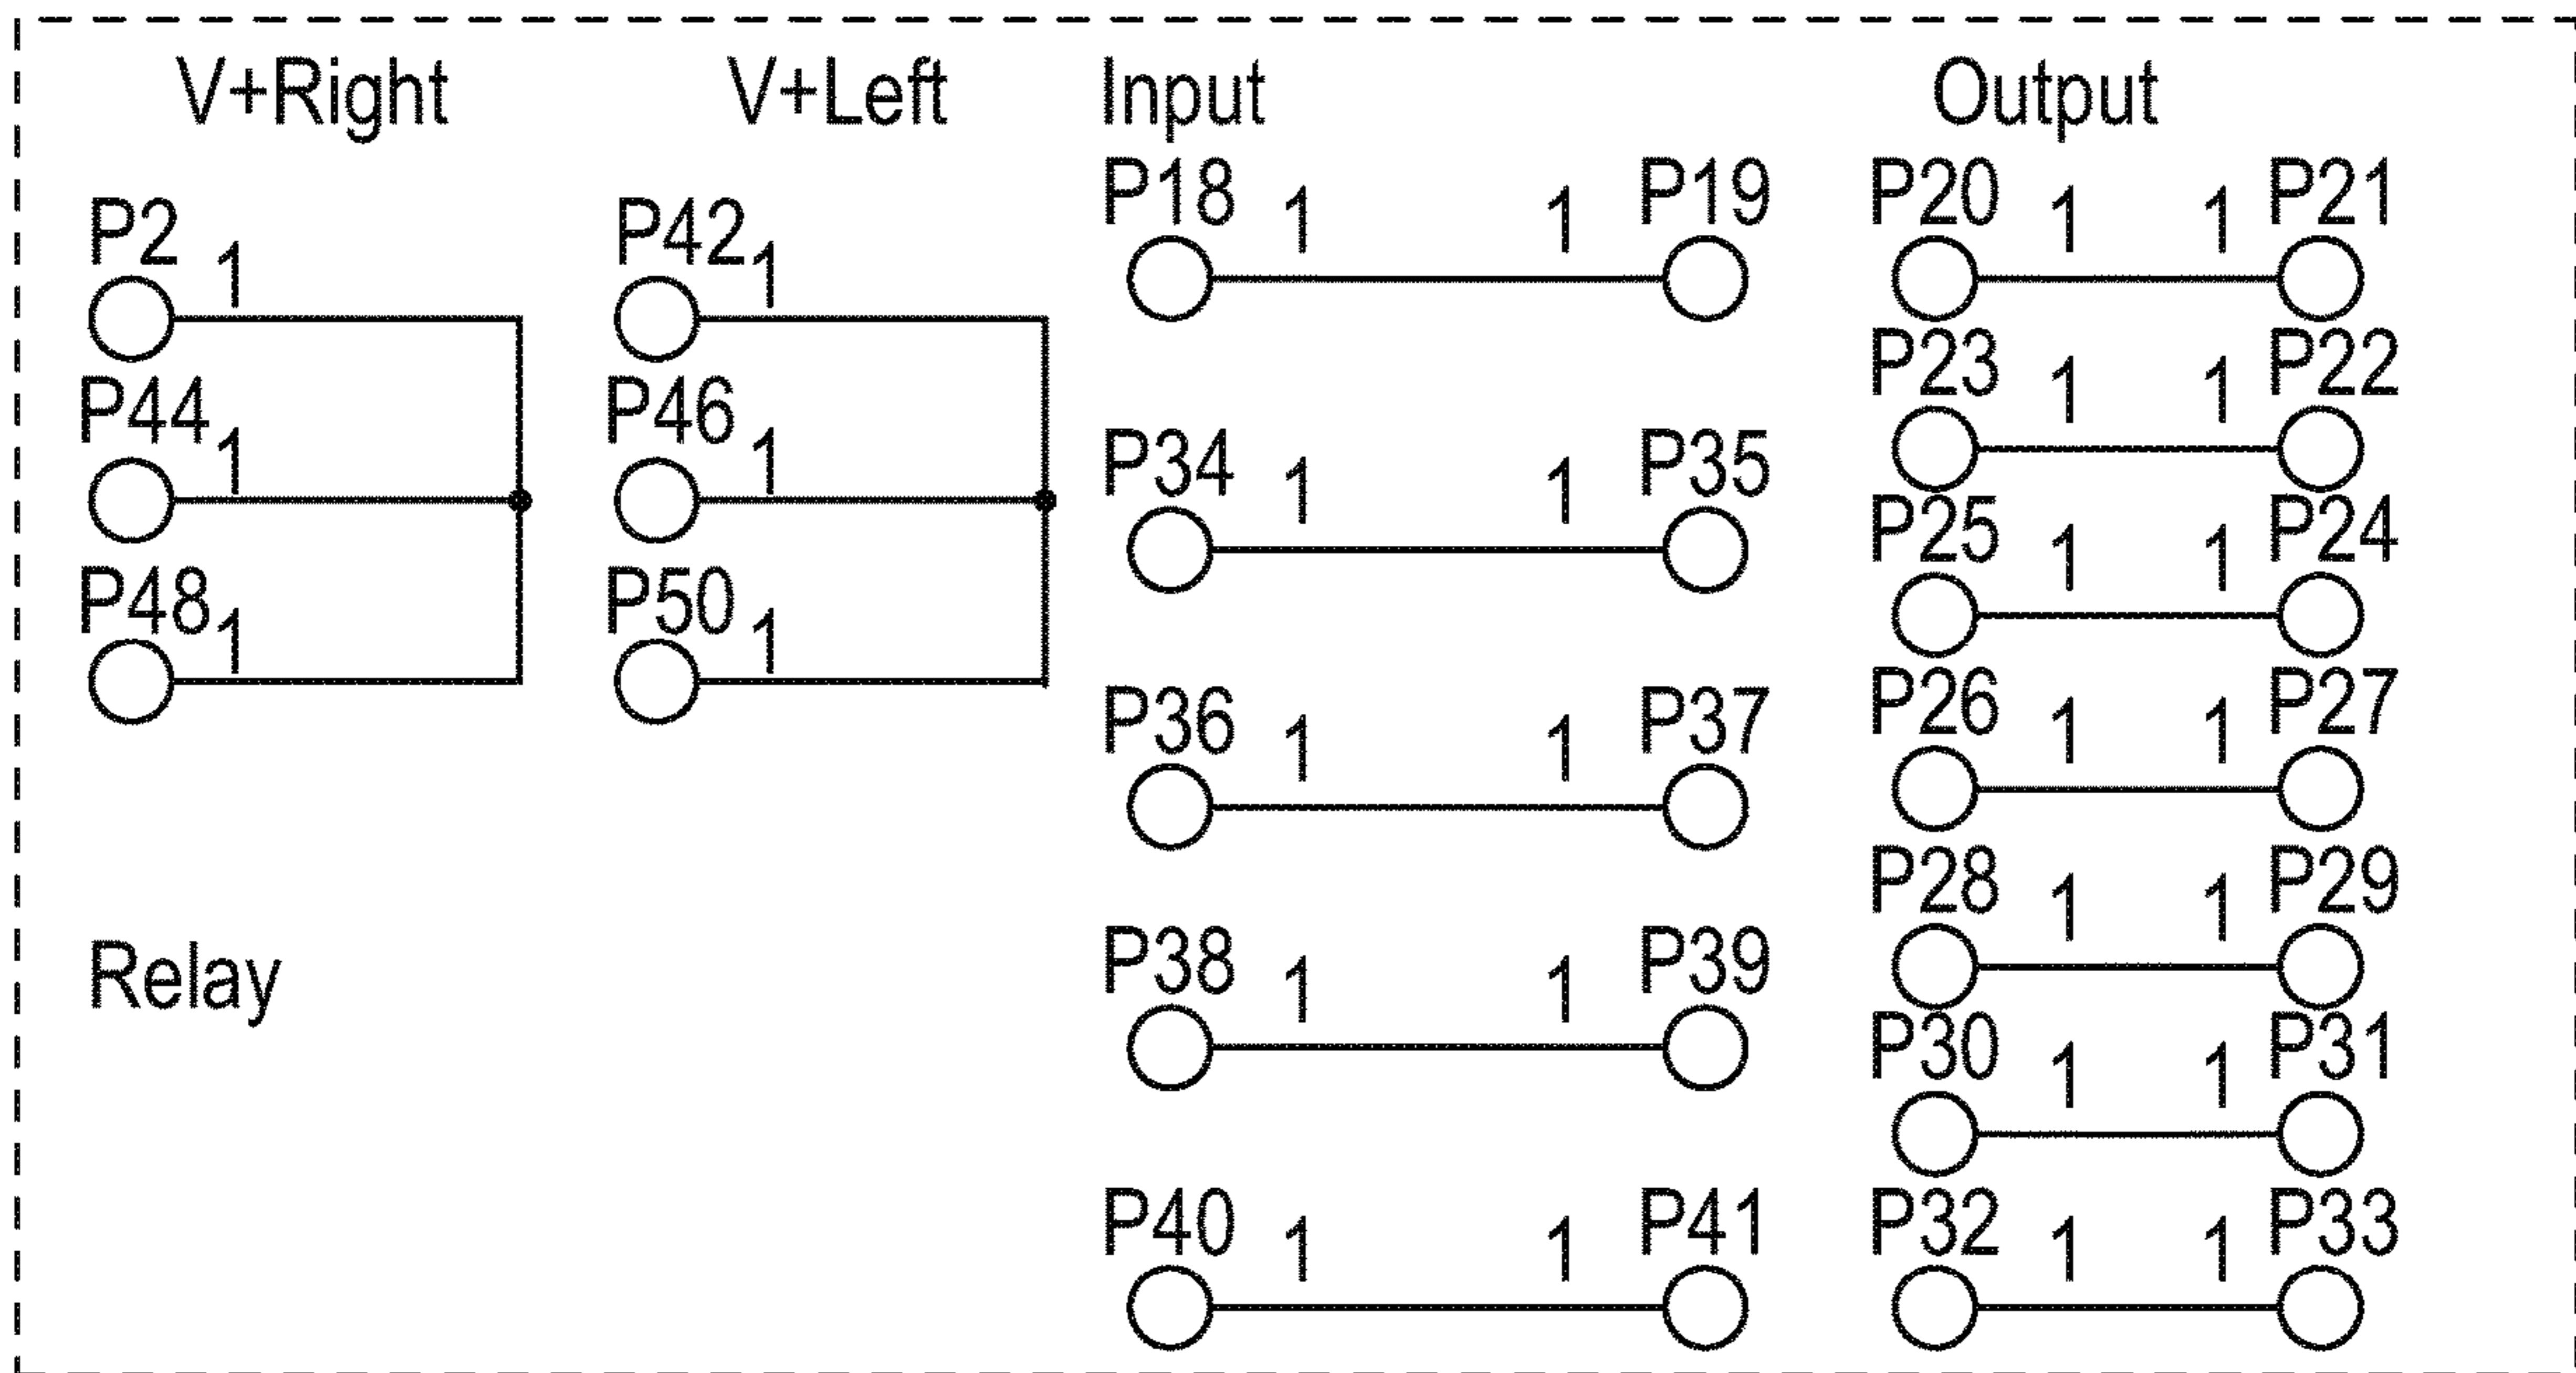 V+Right V+Left Input Output
P18 1 1 P19 P20 1 1 P21
P2 1 P42 1
P23 1 1 P22
P44 1 P46 1 P34 1 1 P35
P25 1 1 P24
P48 1 P50 1
P36 1 1 P37 P26 1 1 P27
P28 1 1 P29
Relay P38 1 1 P39
P30 1 1 P31
P40 1 1 P41 P32 1 1 P33